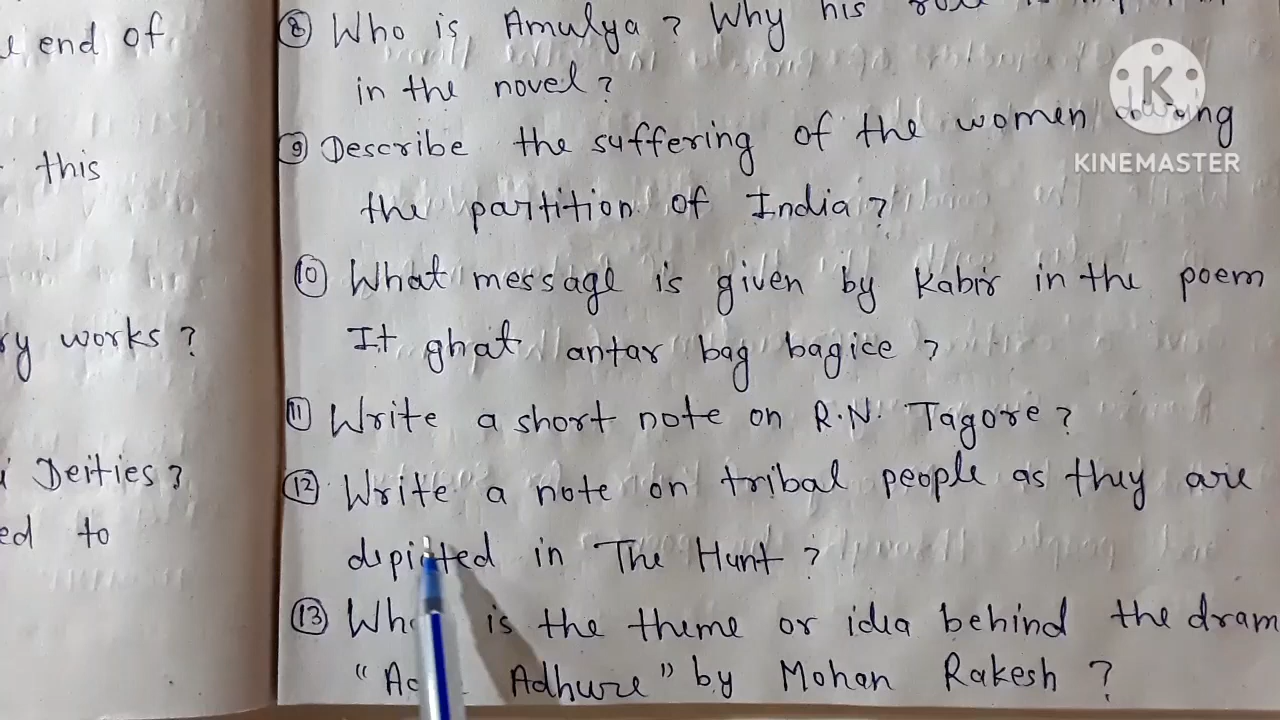 e end of
this
ry works ?
i Deities ?
ed to
⑧ Who is Amulya ? Why his
in the novel ?
⑨ Describe the suffering of the women during
the partition of India ?
⑩ What message is given by Kabir in the poem
It ghat antar bag bagice ?
⑪ Write a short note on R.N. Tagore ?
⑫ Write a note on tribal people as they are
depicted in The Hunt ?
⑬ Wh is the theme or idea behind the dram
" Adhure " by Mohan Rakesh ?
K
KINEMASTER